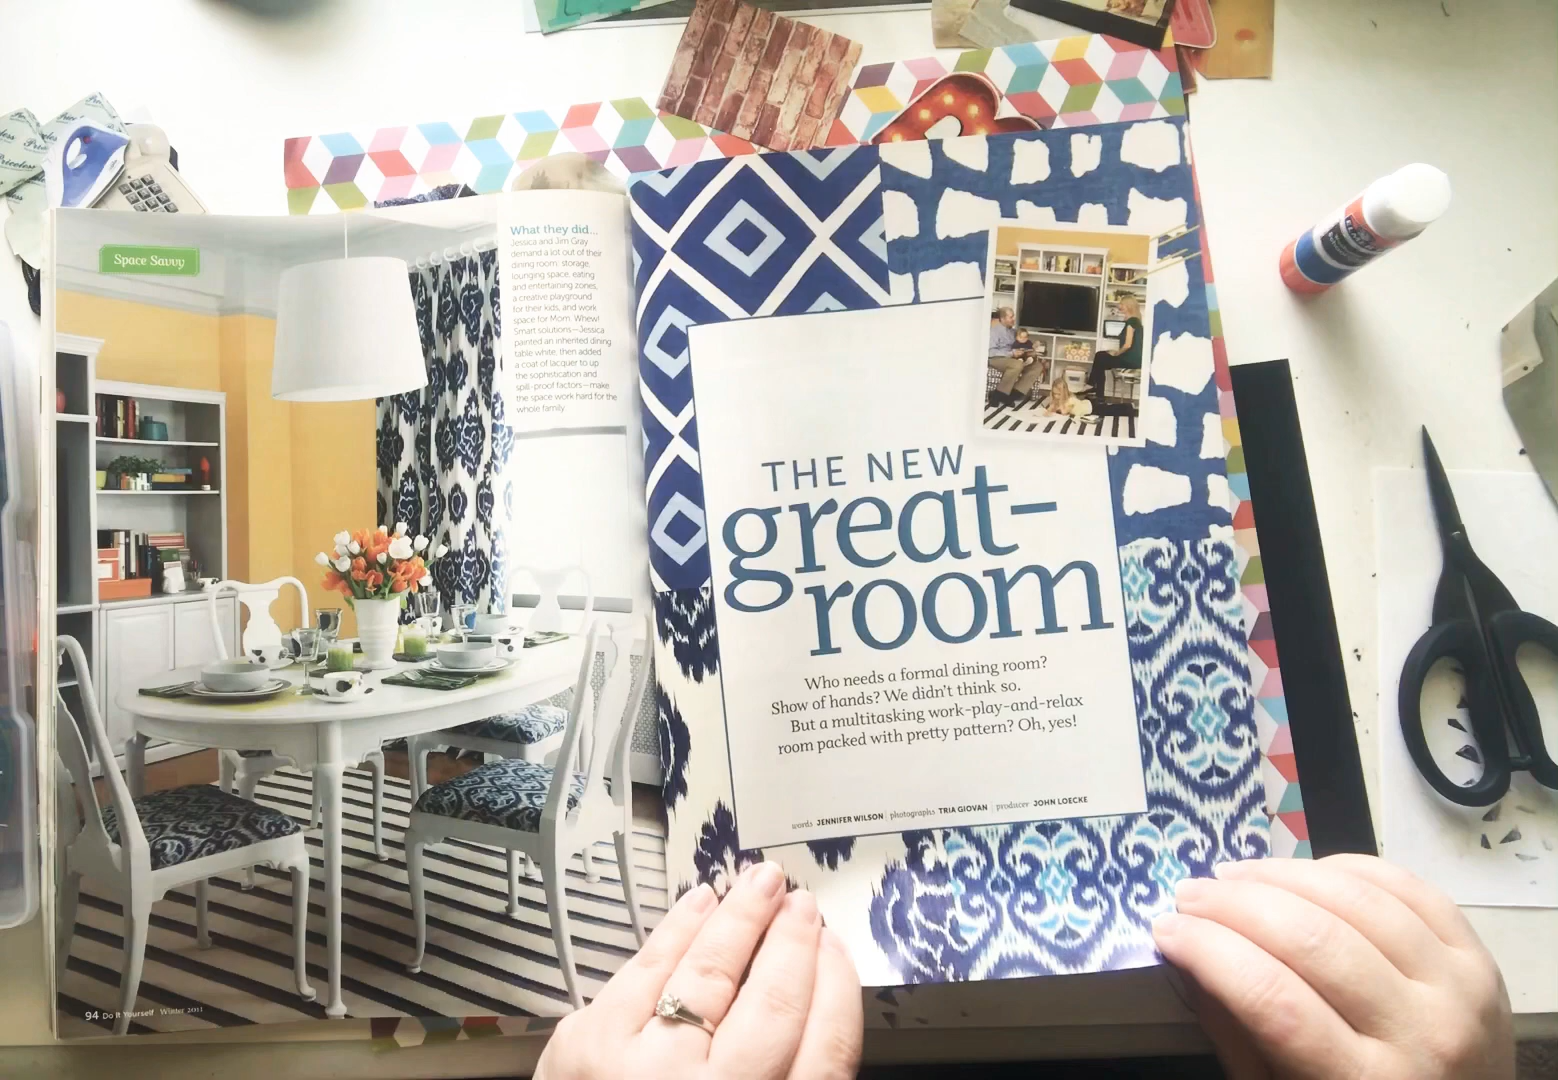 Space Savvy
What they did...
Jessica and Jim Gray
demand a lot out of their
dining room: storage,
lounging space, eating
and entertaining zones,
a creative playground
for their kids, and work
space for Mom. Whew!
Smart solutions—Jessica
painted an inherited dining
table white, then added
a coat of lacquer to up
the sophistication and
spill-proof factors—make
the space work hard for the
whole family.
94 Do It Yourself Winter 2011
THE NEW
great-
room
Who needs a formal dining room?
Show of hands? We didn't think so.
But a multitasking work-play-and-relax
room packed with pretty pattern? Oh, yes!
words JENNIFER WILSON | photographs TRIA GIOVAN | producer JOHN LOECKE